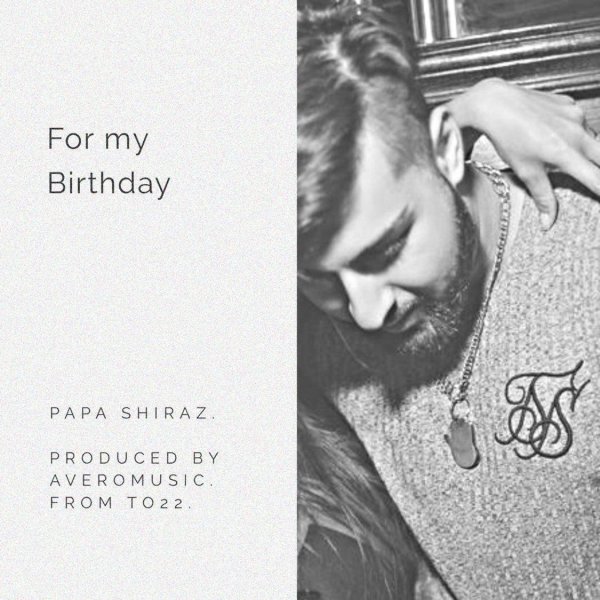 For my
Birthday
PAPA SHIRAZ.
PRODUCED BY
AVEROMUSIC.
FROM TO22.